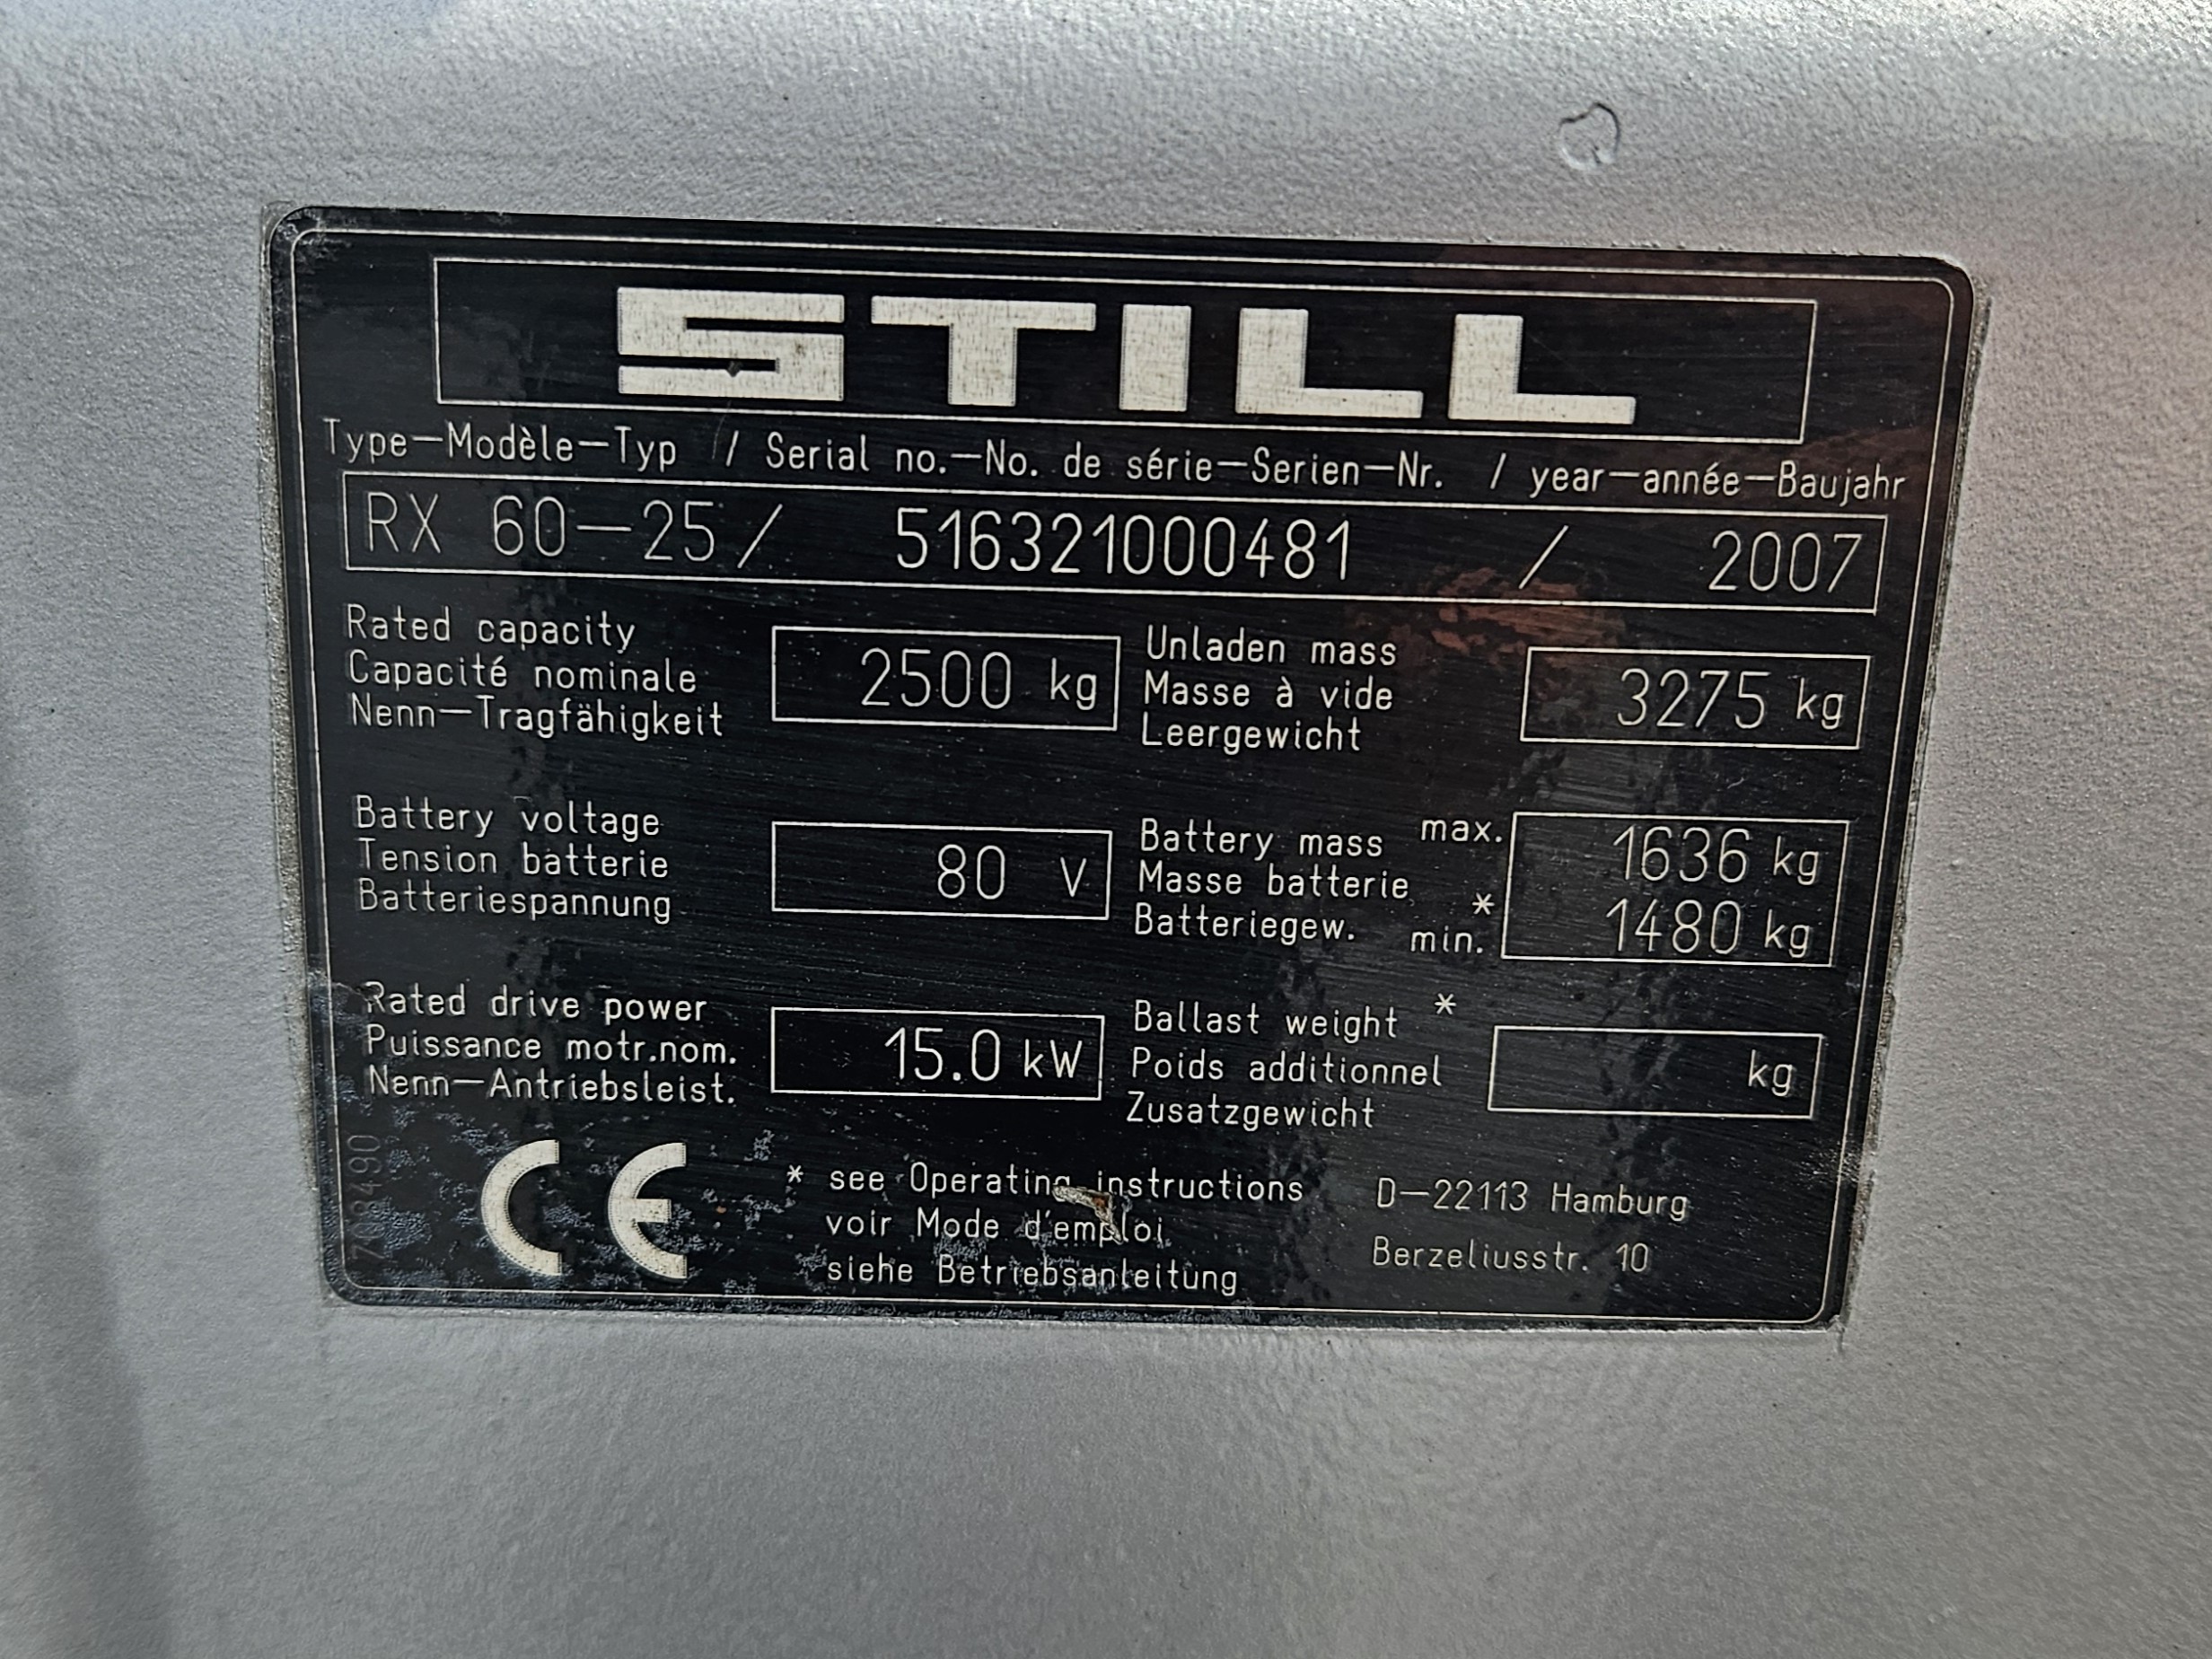 STILL
Type–Modèle–Typ / Serial no.–No. de série–Serien–Nr. / year–année–Baujahr
RX 60–25 / 516321000481 / 2007
Rated capacity
Capacité nominale
Nenn–Tragfähigkeit
2500 kg
Unladen mass
Masse à vide
Leergewicht
3275 kg
Battery voltage
Tension batterie
Batteriespannung
80 V
Battery mass max.
Masse batterie *
Batteriegew. min.
1636 kg
1480 kg
Rated drive power
Puissance motr.nom.
Nenn–Antriebsleist.
15.0 kW
Ballast weight *
Poids additionnel
Zusatzgewicht
kg
CE
* see Operating instructions
voir Mode d'emploi
siehe Betriebsanleitung
D–22113 Hamburg
Berzeliusstr. 10